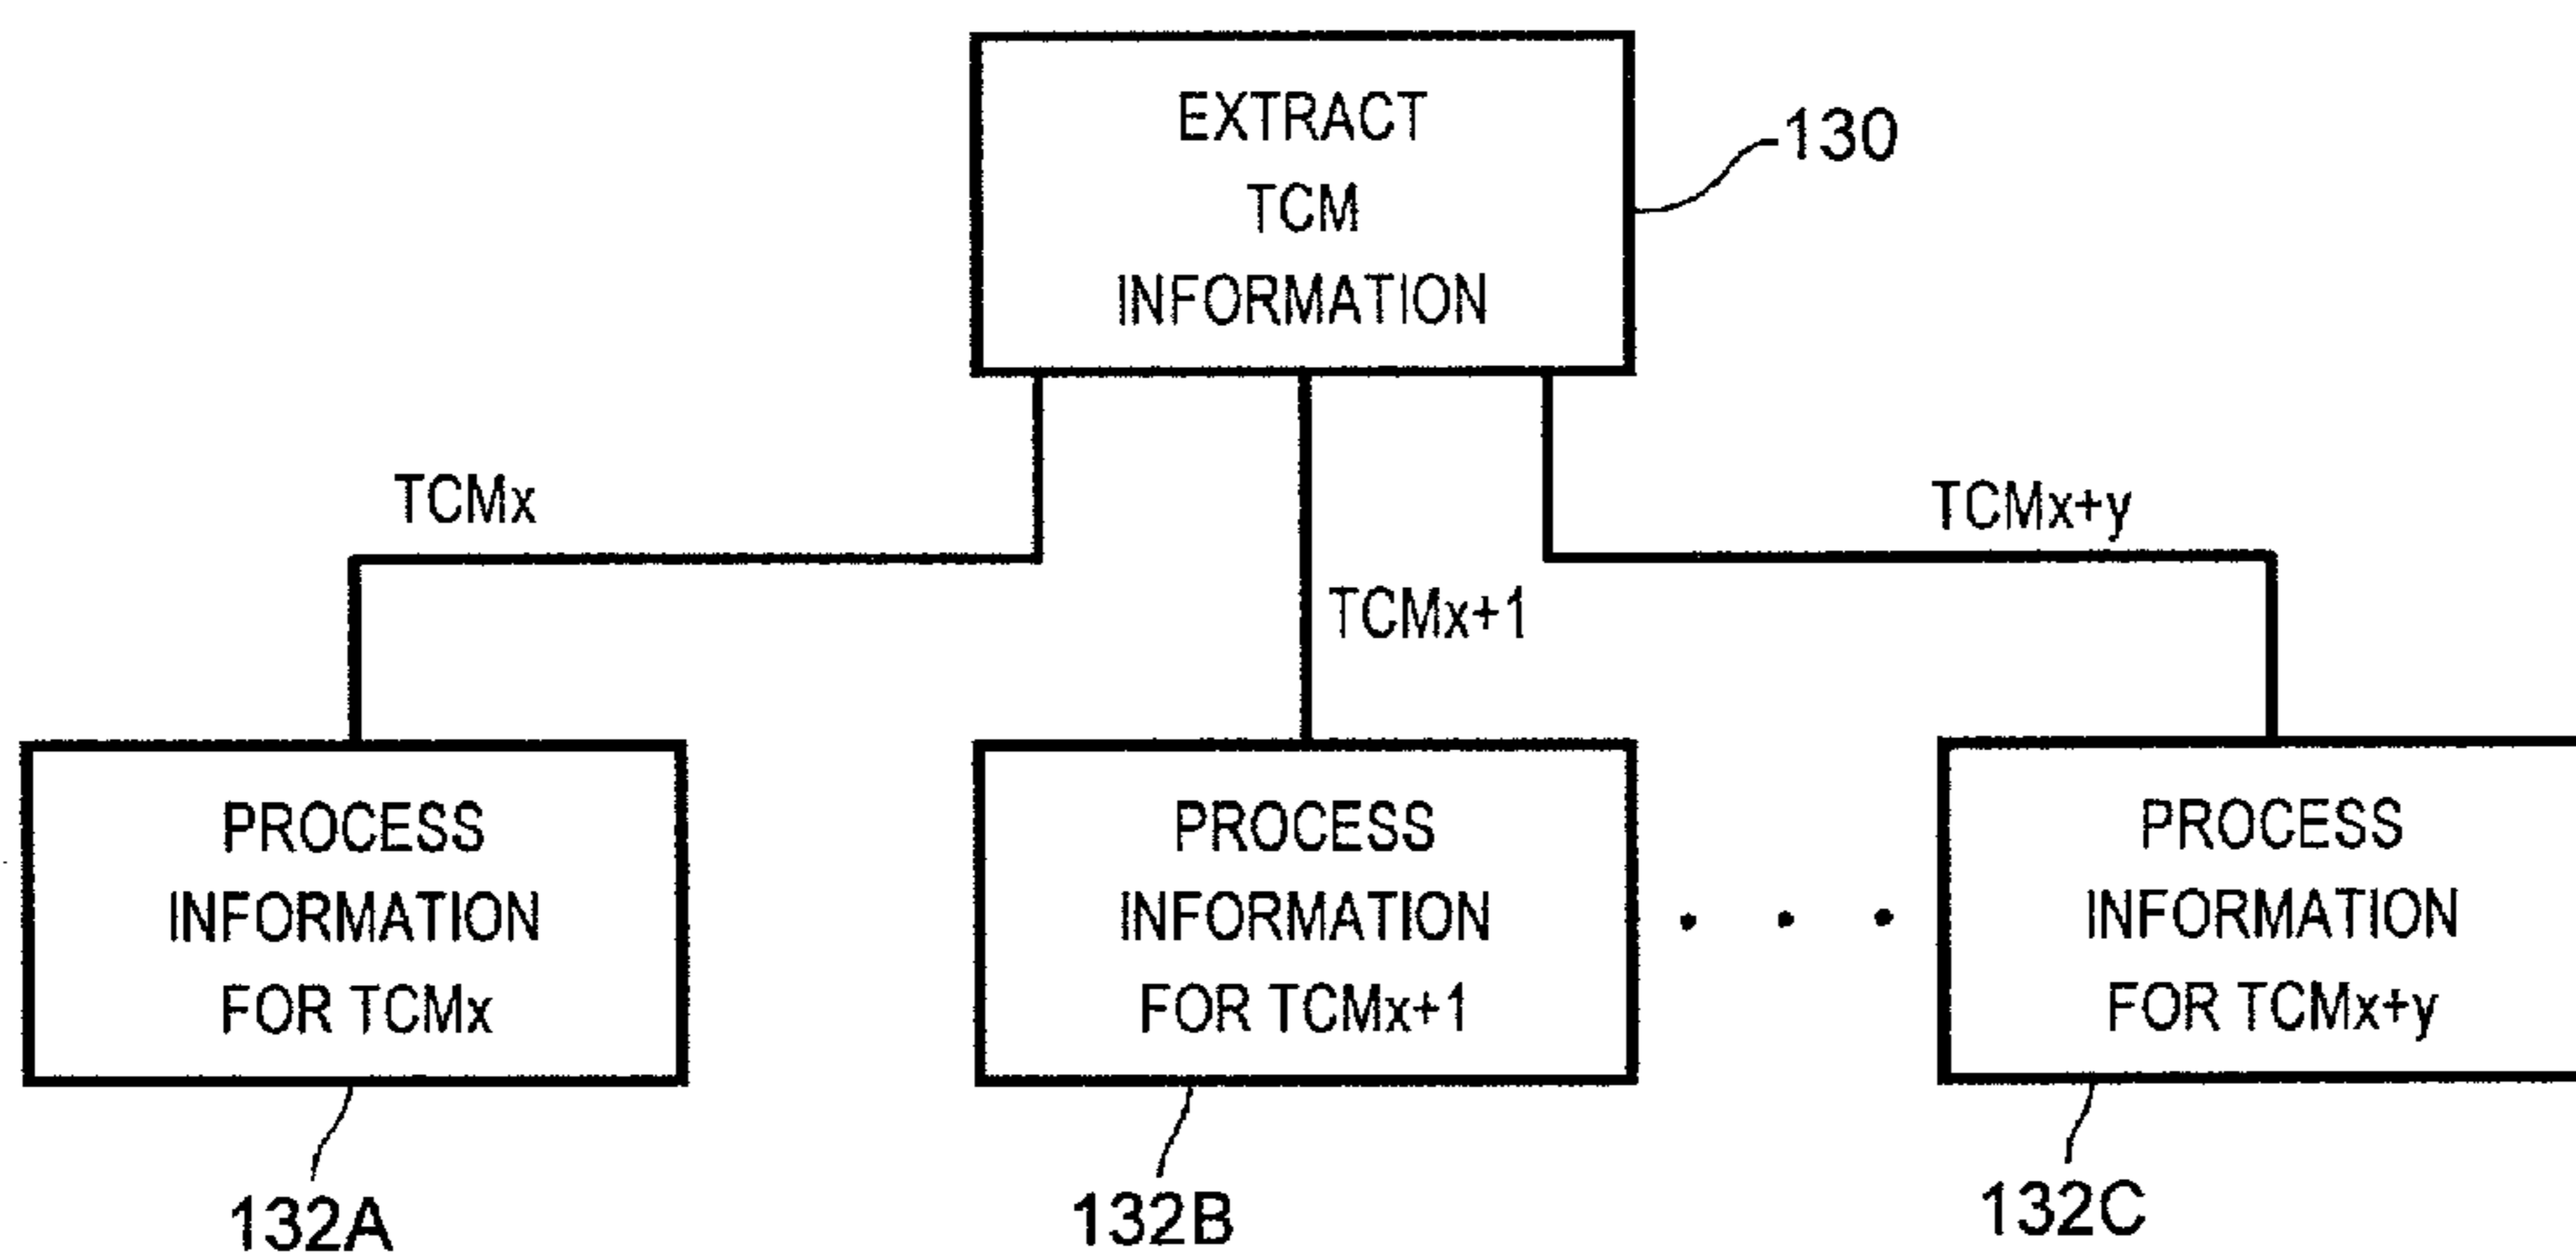 EXTRACT
TCM
INFORMATION
130
TCMx
TCMx+1
TCMx+y
PROCESS
INFORMATION
FOR TCMx
132A
PROCESS
INFORMATION
FOR TCMx+1
132B
PROCESS
INFORMATION
FOR TCMx+y
132C